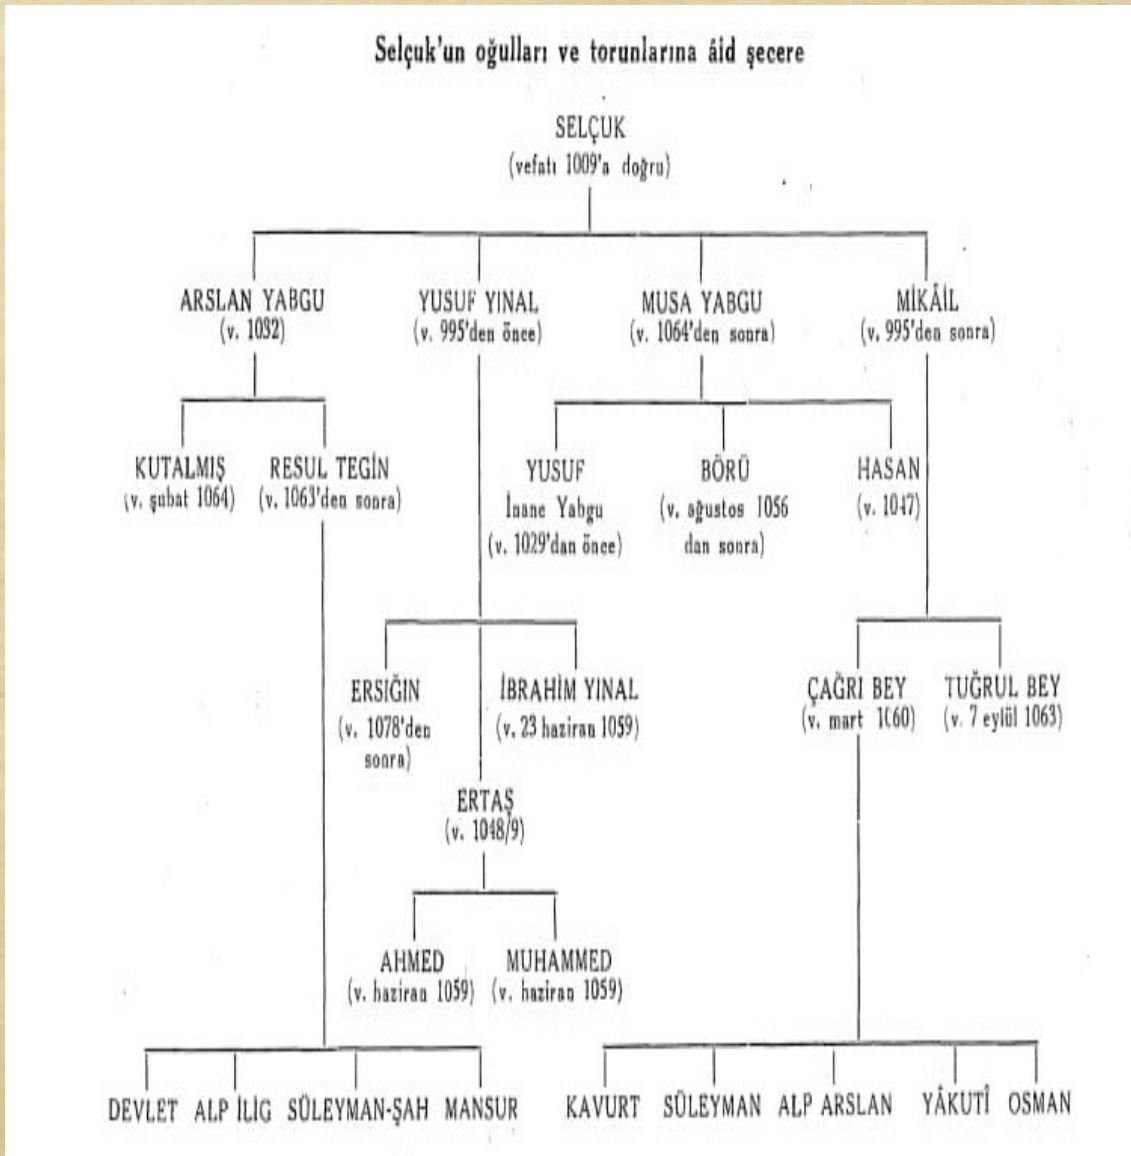 Selçuk'un oğulları ve torunlarına âid şecere
SELÇUK
(vefatı 1009'a doğru)
ARSLAN YABGU
(v. 1032)
YUSUF YINAL
(v. 995'den önce)
MUSA YABGU
(v. 1064'den sonra)
MİKÂİL
(v. 995'den sonra)
KUTALMIŞ
(v. şubat 1064)
RESUL TEGİN
(v. 1063'den sonra)
YUSUF
İnanc Yabgu
(v. 1029'dan önce)
BÖRÜ
(v. ağustos 1056
dan sonra)
HASAN
(v. 1047)
ERSIĞIN
(v. 1078'den
sonra)
İBRAHİM YINAL
(v. 23 haziran 1059)
ÇAĞRI BEY
(v. mart 1060)
TUĞRUL BEY
(v. 7 eylül 1063)
ERTAŞ
(v. 1048/9)
AHMED
(v. haziran 1059)
MUHAMMED
(v. haziran 1059)
DEVLET ALP İLİG SÜLEYMAN-ŞAH MANSUR
KAVURT SÜLEYMAN ALP ARSLAN YÂKUTÎ OSMAN